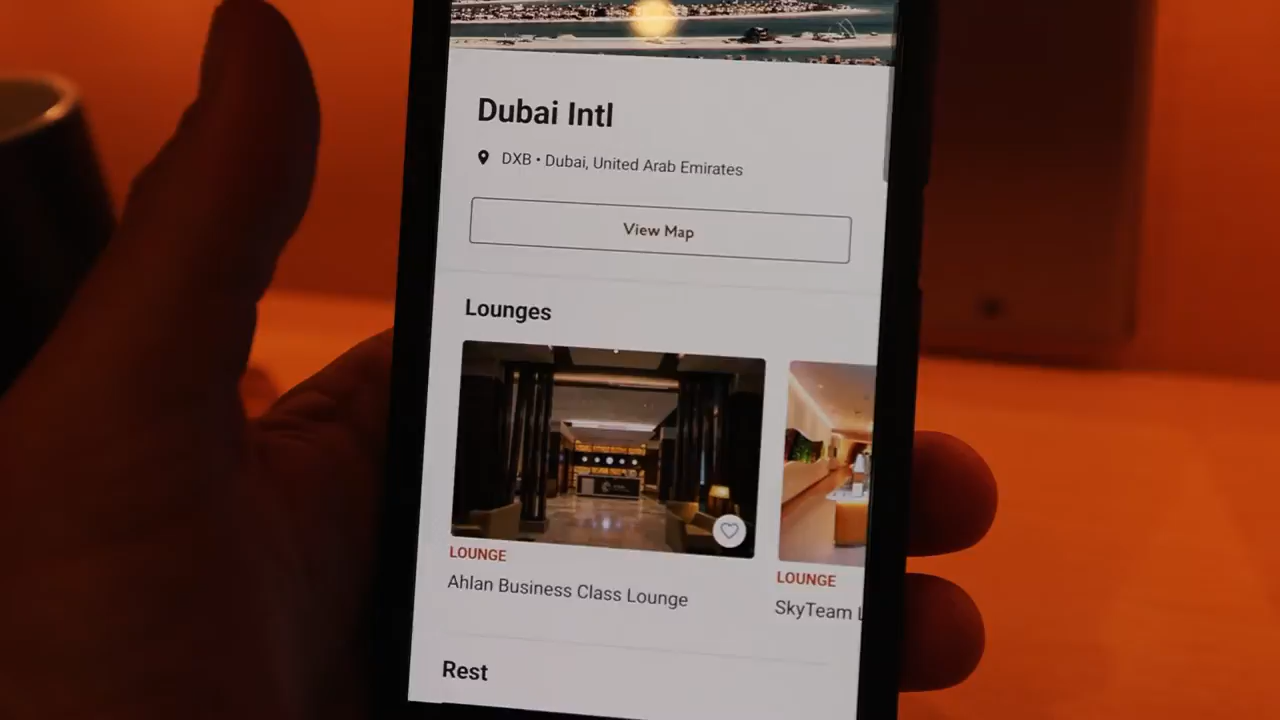 Dubai Intl
DXB • Dubai, United Arab Emirates
View Map
Lounges
LOUNGE
Ahlan Business Class Lounge
LOUNGE
SkyTeam L
Rest